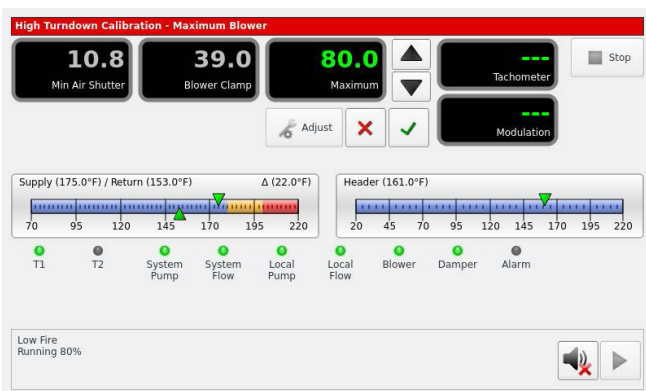 High Turndown Calibration - Maximum Blower
10.8
Min Air Shutter
39.0
Blower Clamp
80.0
Maximum
---
Tachometer
Stop
Adjust
---
Modulation
Supply (175.0°F) / Return (153.0°F) Δ (22.0°F)
70 95 120 145 170 195 220
Header (161.0°F)
20 45 70 95 120 145 170 195 220
T1 T2 System Pump System Flow Local Pump Local Flow Blower Damper Alarm
Low Fire
Running 80%